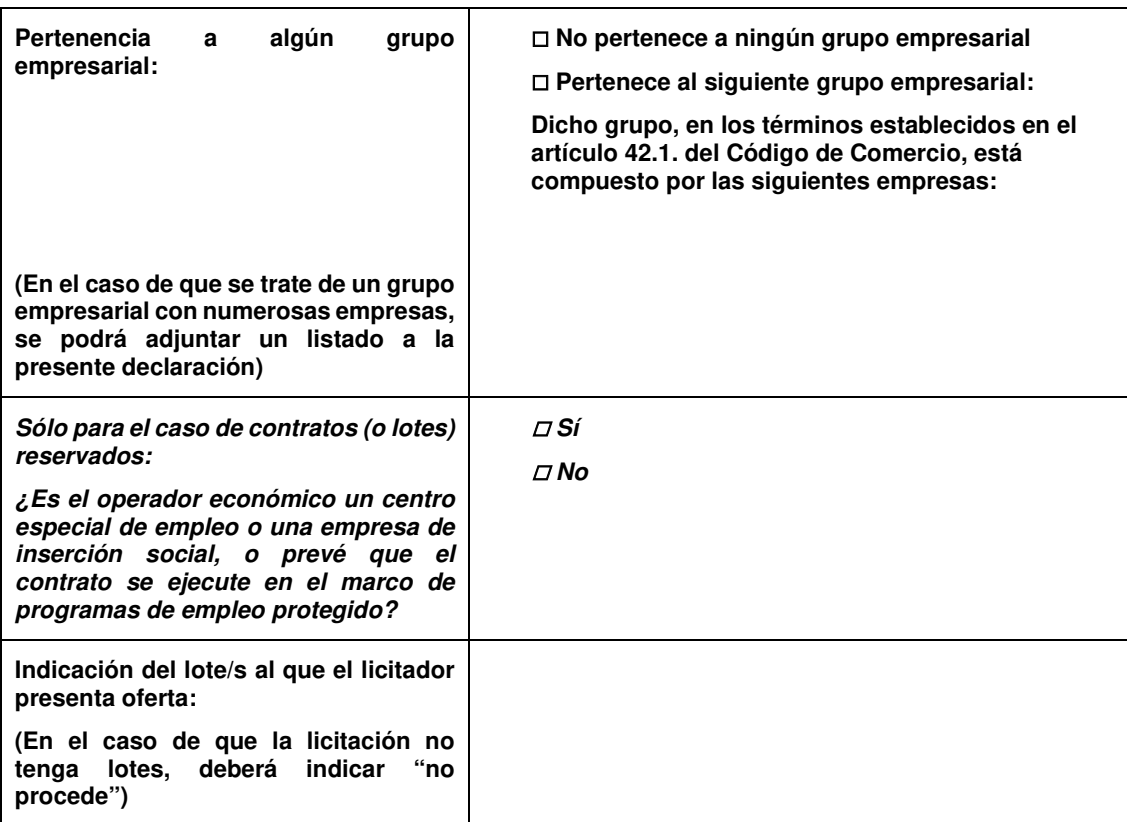 Pertenencia a algún grupo
empresarial:
(En el caso de que se trate de un grupo
empresarial con numerosas empresas,
se podrá adjuntar un listado a la
presente declaración)
□ No pertenece a ningún grupo empresarial
□ Pertenece al siguiente grupo empresarial:
Dicho grupo, en los términos establecidos en el
artículo 42.1. del Código de Comercio, está
compuesto por las siguientes empresas:
Sólo para el caso de contratos (o lotes)
reservados:
¿Es el operador económico un centro
especial de empleo o una empresa de
inserción social, o prevé que el
contrato se ejecute en el marco de
programas de empleo protegido?
□ Sí
□ No
Indicación del lote/s al que el licitador
presenta oferta:
(En el caso de que la licitación no
tenga lotes, deberá indicar “no
procede”)